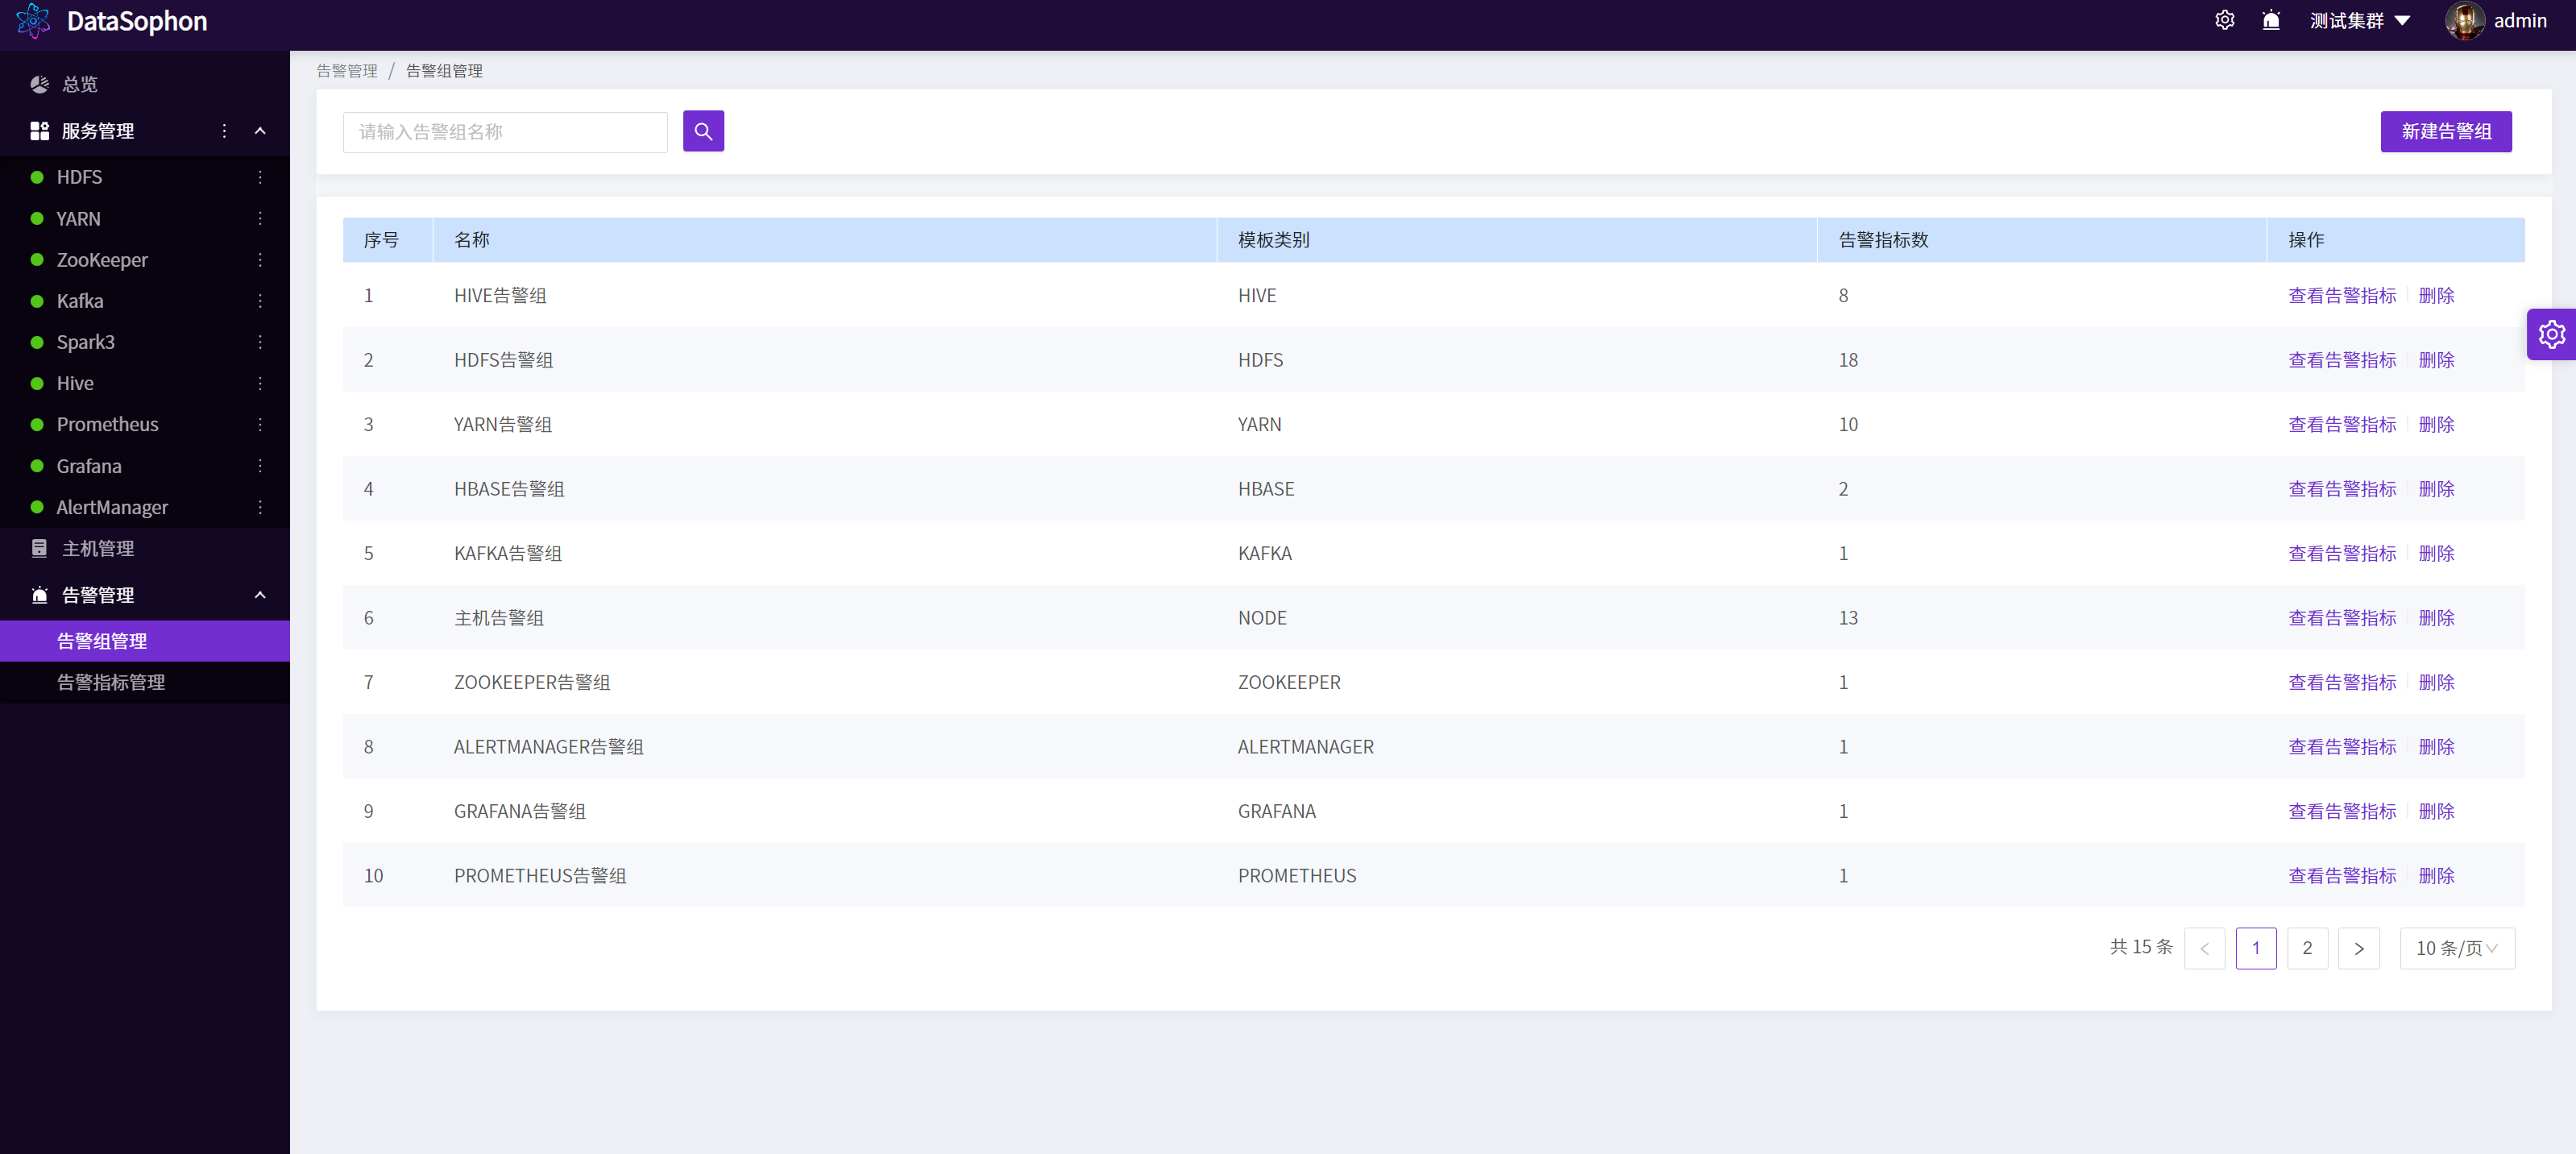 DataSophon
测试集群
admin
总览
服务管理
HDFS
YARN
ZooKeeper
Kafka
Spark3
Hive
Prometheus
Grafana
AlertManager
主机管理
告警管理
告警组管理
告警指标管理
告警管理 / 告警组管理
请输入告警组名称
新建告警组
序号 名称 模板类别 告警指标数 操作
1 HIVE告警组 HIVE 8 查看告警指标 删除
2 HDFS告警组 HDFS 18 查看告警指标 删除
3 YARN告警组 YARN 10 查看告警指标 删除
4 HBASE告警组 HBASE 2 查看告警指标 删除
5 KAFKA告警组 KAFKA 1 查看告警指标 删除
6 主机告警组 NODE 13 查看告警指标 删除
7 ZOOKEEPER告警组 ZOOKEEPER 1 查看告警指标 删除
8 ALERTMANAGER告警组 ALERTMANAGER 1 查看告警指标 删除
9 GRAFANA告警组 GRAFANA 1 查看告警指标 删除
10 PROMETHEUS告警组 PROMETHEUS 1 查看告警指标 删除
共 15 条 < 1 2 > 10 条/页